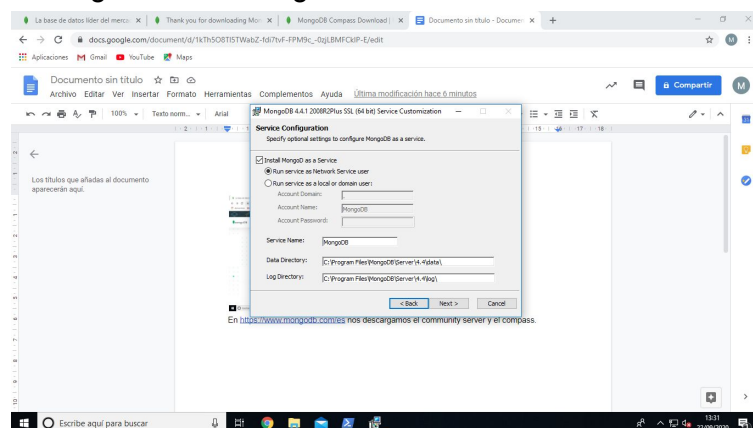 La base de datos líder del merca
Thank you for downloading Mon
MongoDB Compass Download |
Documento sin título - Documen
docs.google.com/document/d/1kTh5O8TI5TWabZ-fdi7tvF-FPM9c_-0zjLBMFCkIP-E/edit
Aplicaciones Gmail YouTube Maps
Documento sin título
Archivo Editar Ver Insertar Formato Herramientas Complementos Ayuda Última modificación hace 6 minutos
Compartir
M
100% Texto norm... Arial
MongoDB 4.4.1 2008R2Plus SSL (64 bit) Service Customization
Service Configuration
Specify optional settings to configure MongoDB as a service.
Install MongoD as a Service
Run service as Network Service user
Run service as a local or domain user:
Account Domain: .
Account Name: MongoDB
Account Password:
Service Name: MongoDB
Data Directory: C:\Program Files\MongoDB\Server\4.4\data\
Log Directory: C:\Program Files\MongoDB\Server\4.4\log\
< Back Next > Cancel
Los títulos que añadas al documento
aparecerán aquí.
En https://www.mongodb.com/es nos descargamos el community server y el compass.
Escribe aquí para buscar
13:31
22/09/2020